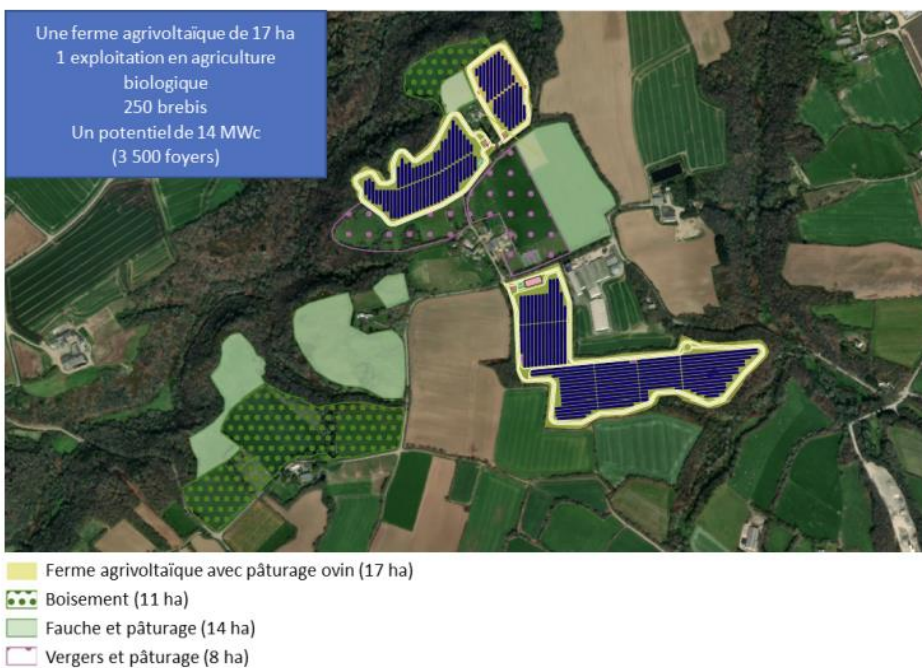 Une ferme agrivoltaïque de 17 ha
1 exploitation en agriculture
biologique
250 brebis
Un potentiel de 14 MWc
(3 500 foyers)
Ferme agrivoltaïque avec pâturage ovin (17 ha)
Boisement (11 ha)
Fauche et pâturage (14 ha)
Vergers et pâturage (8 ha)